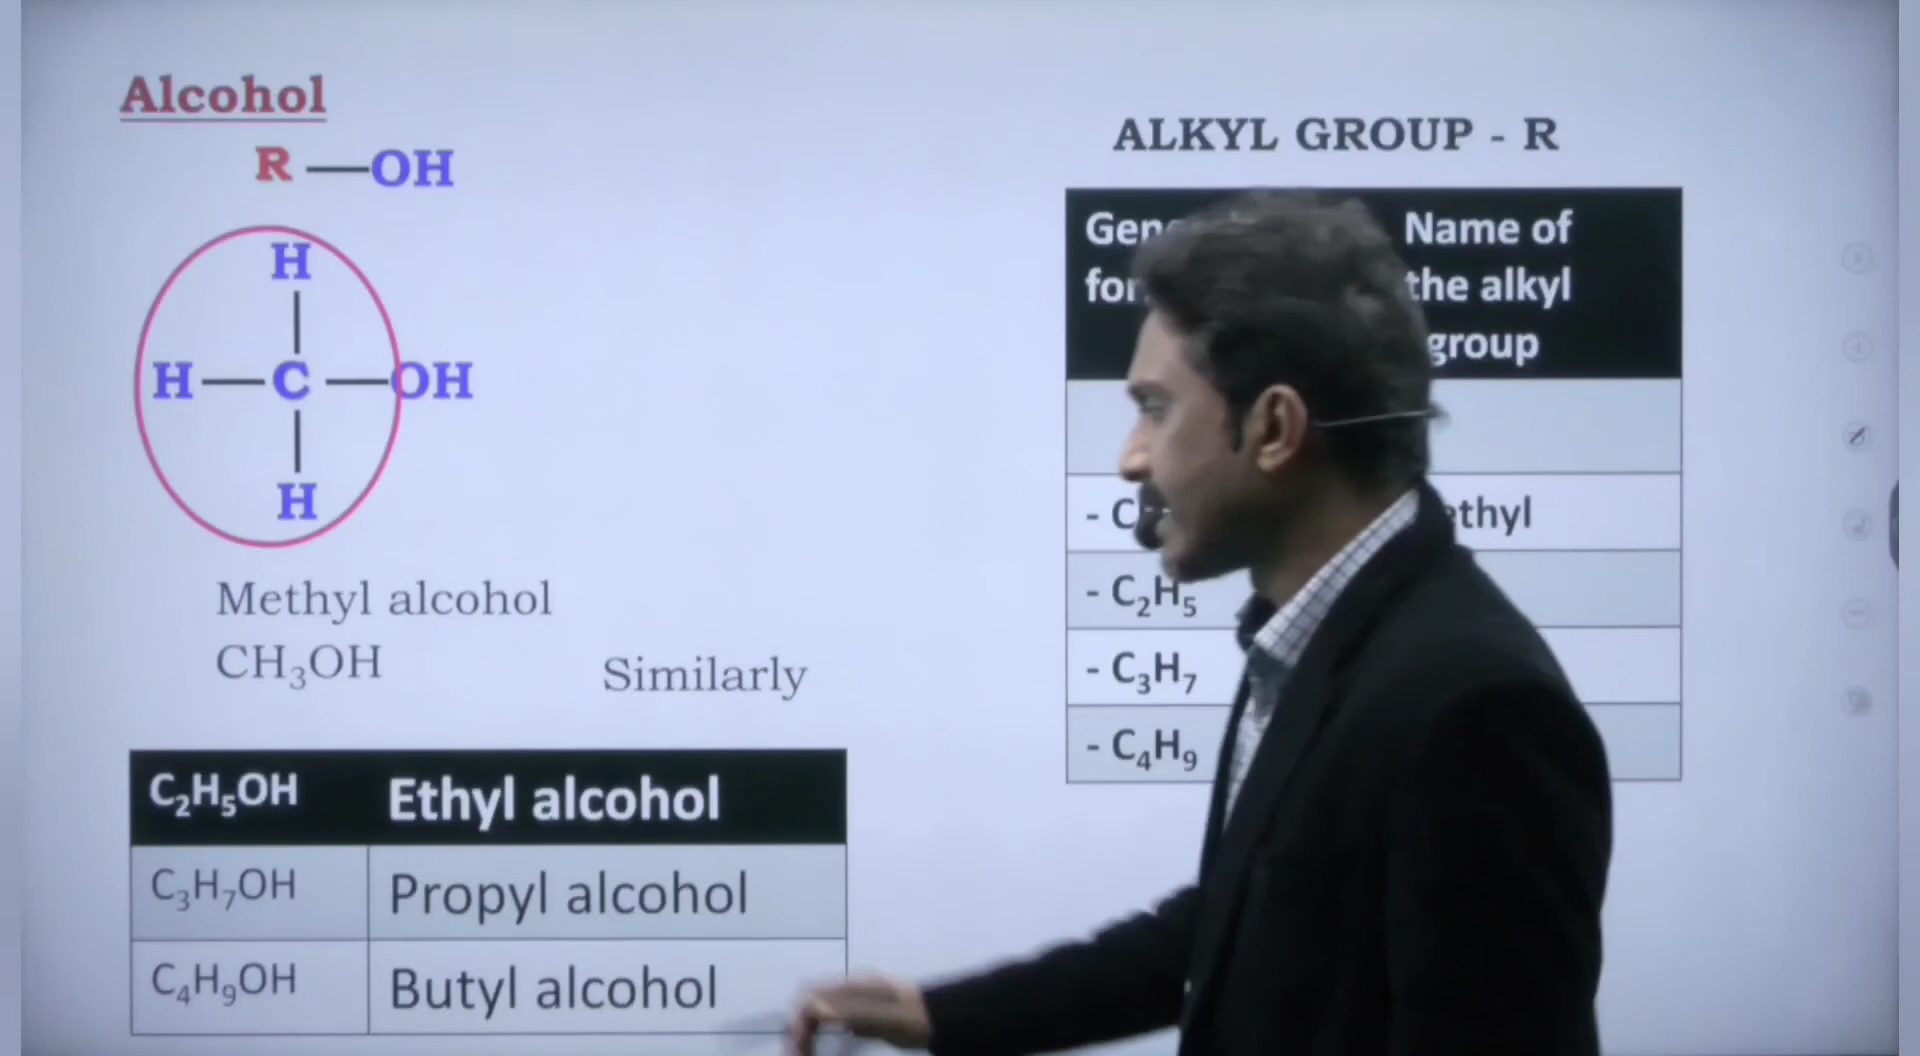 Alcohol
R — OH
H
H — C — OH
H
Methyl alcohol
CH₃OH
Similarly
C₂H₅OH Ethyl alcohol
C₃H₇OH Propyl alcohol
C₄H₉OH Butyl alcohol
ALKYL GROUP - R
Name of
the alkyl
group
- C₂H₅
- C₃H₇
- C₄H₉